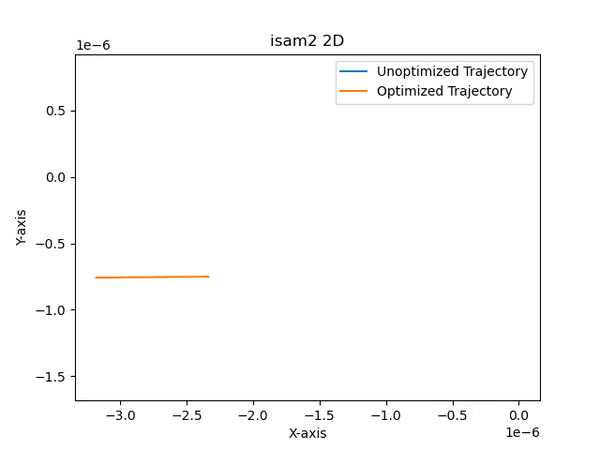 isam2 2D
1e−6
Unoptimized Trajectory
Optimized Trajectory
0.5
0.0
−0.5
−1.0
−1.5
Y-axis
−3.0 −2.5 −2.0 −1.5 −1.0 −0.5 0.0
X-axis
1e−6